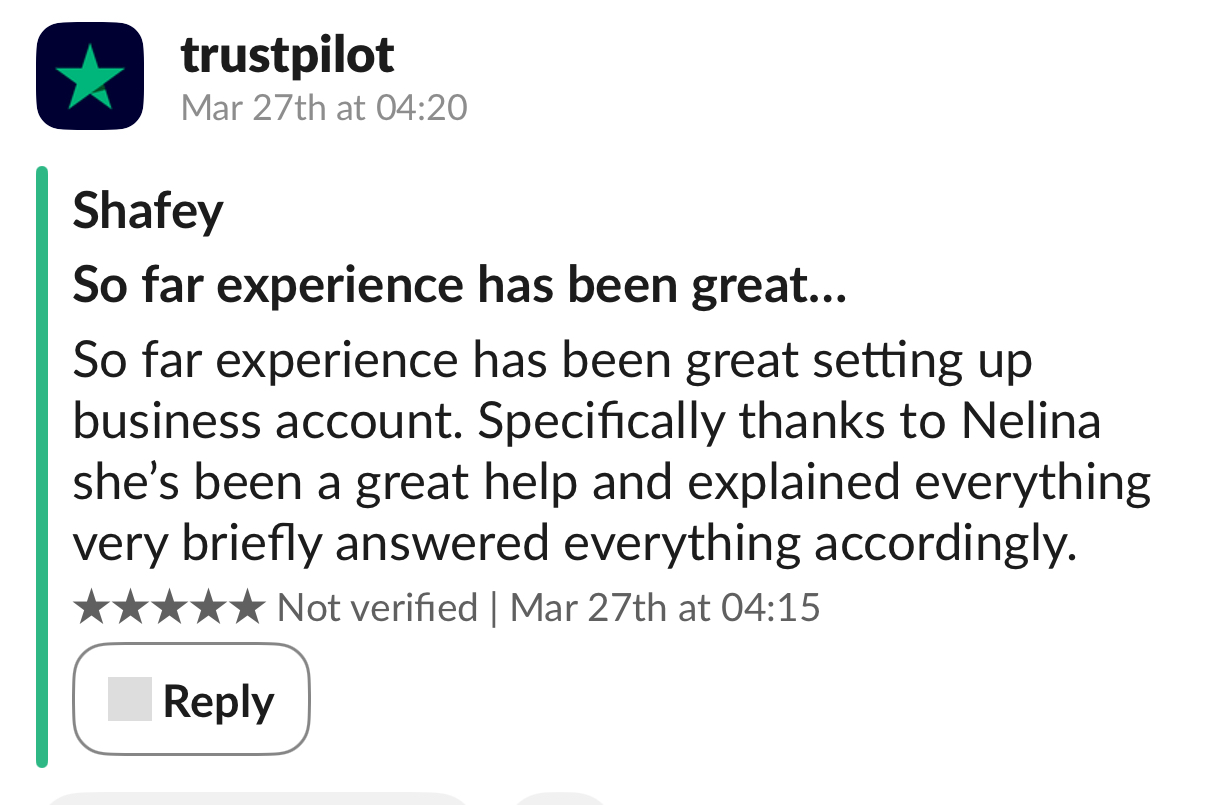 trustpilot
Mar 27th at 04:20
Shafey
So far experience has been great...
So far experience has been great setting up
business account. Specifically thanks to Nelina
she’s been a great help and explained everything
very briefly answered everything accordingly.
★★★★★ Not verified | Mar 27th at 04:15
Reply